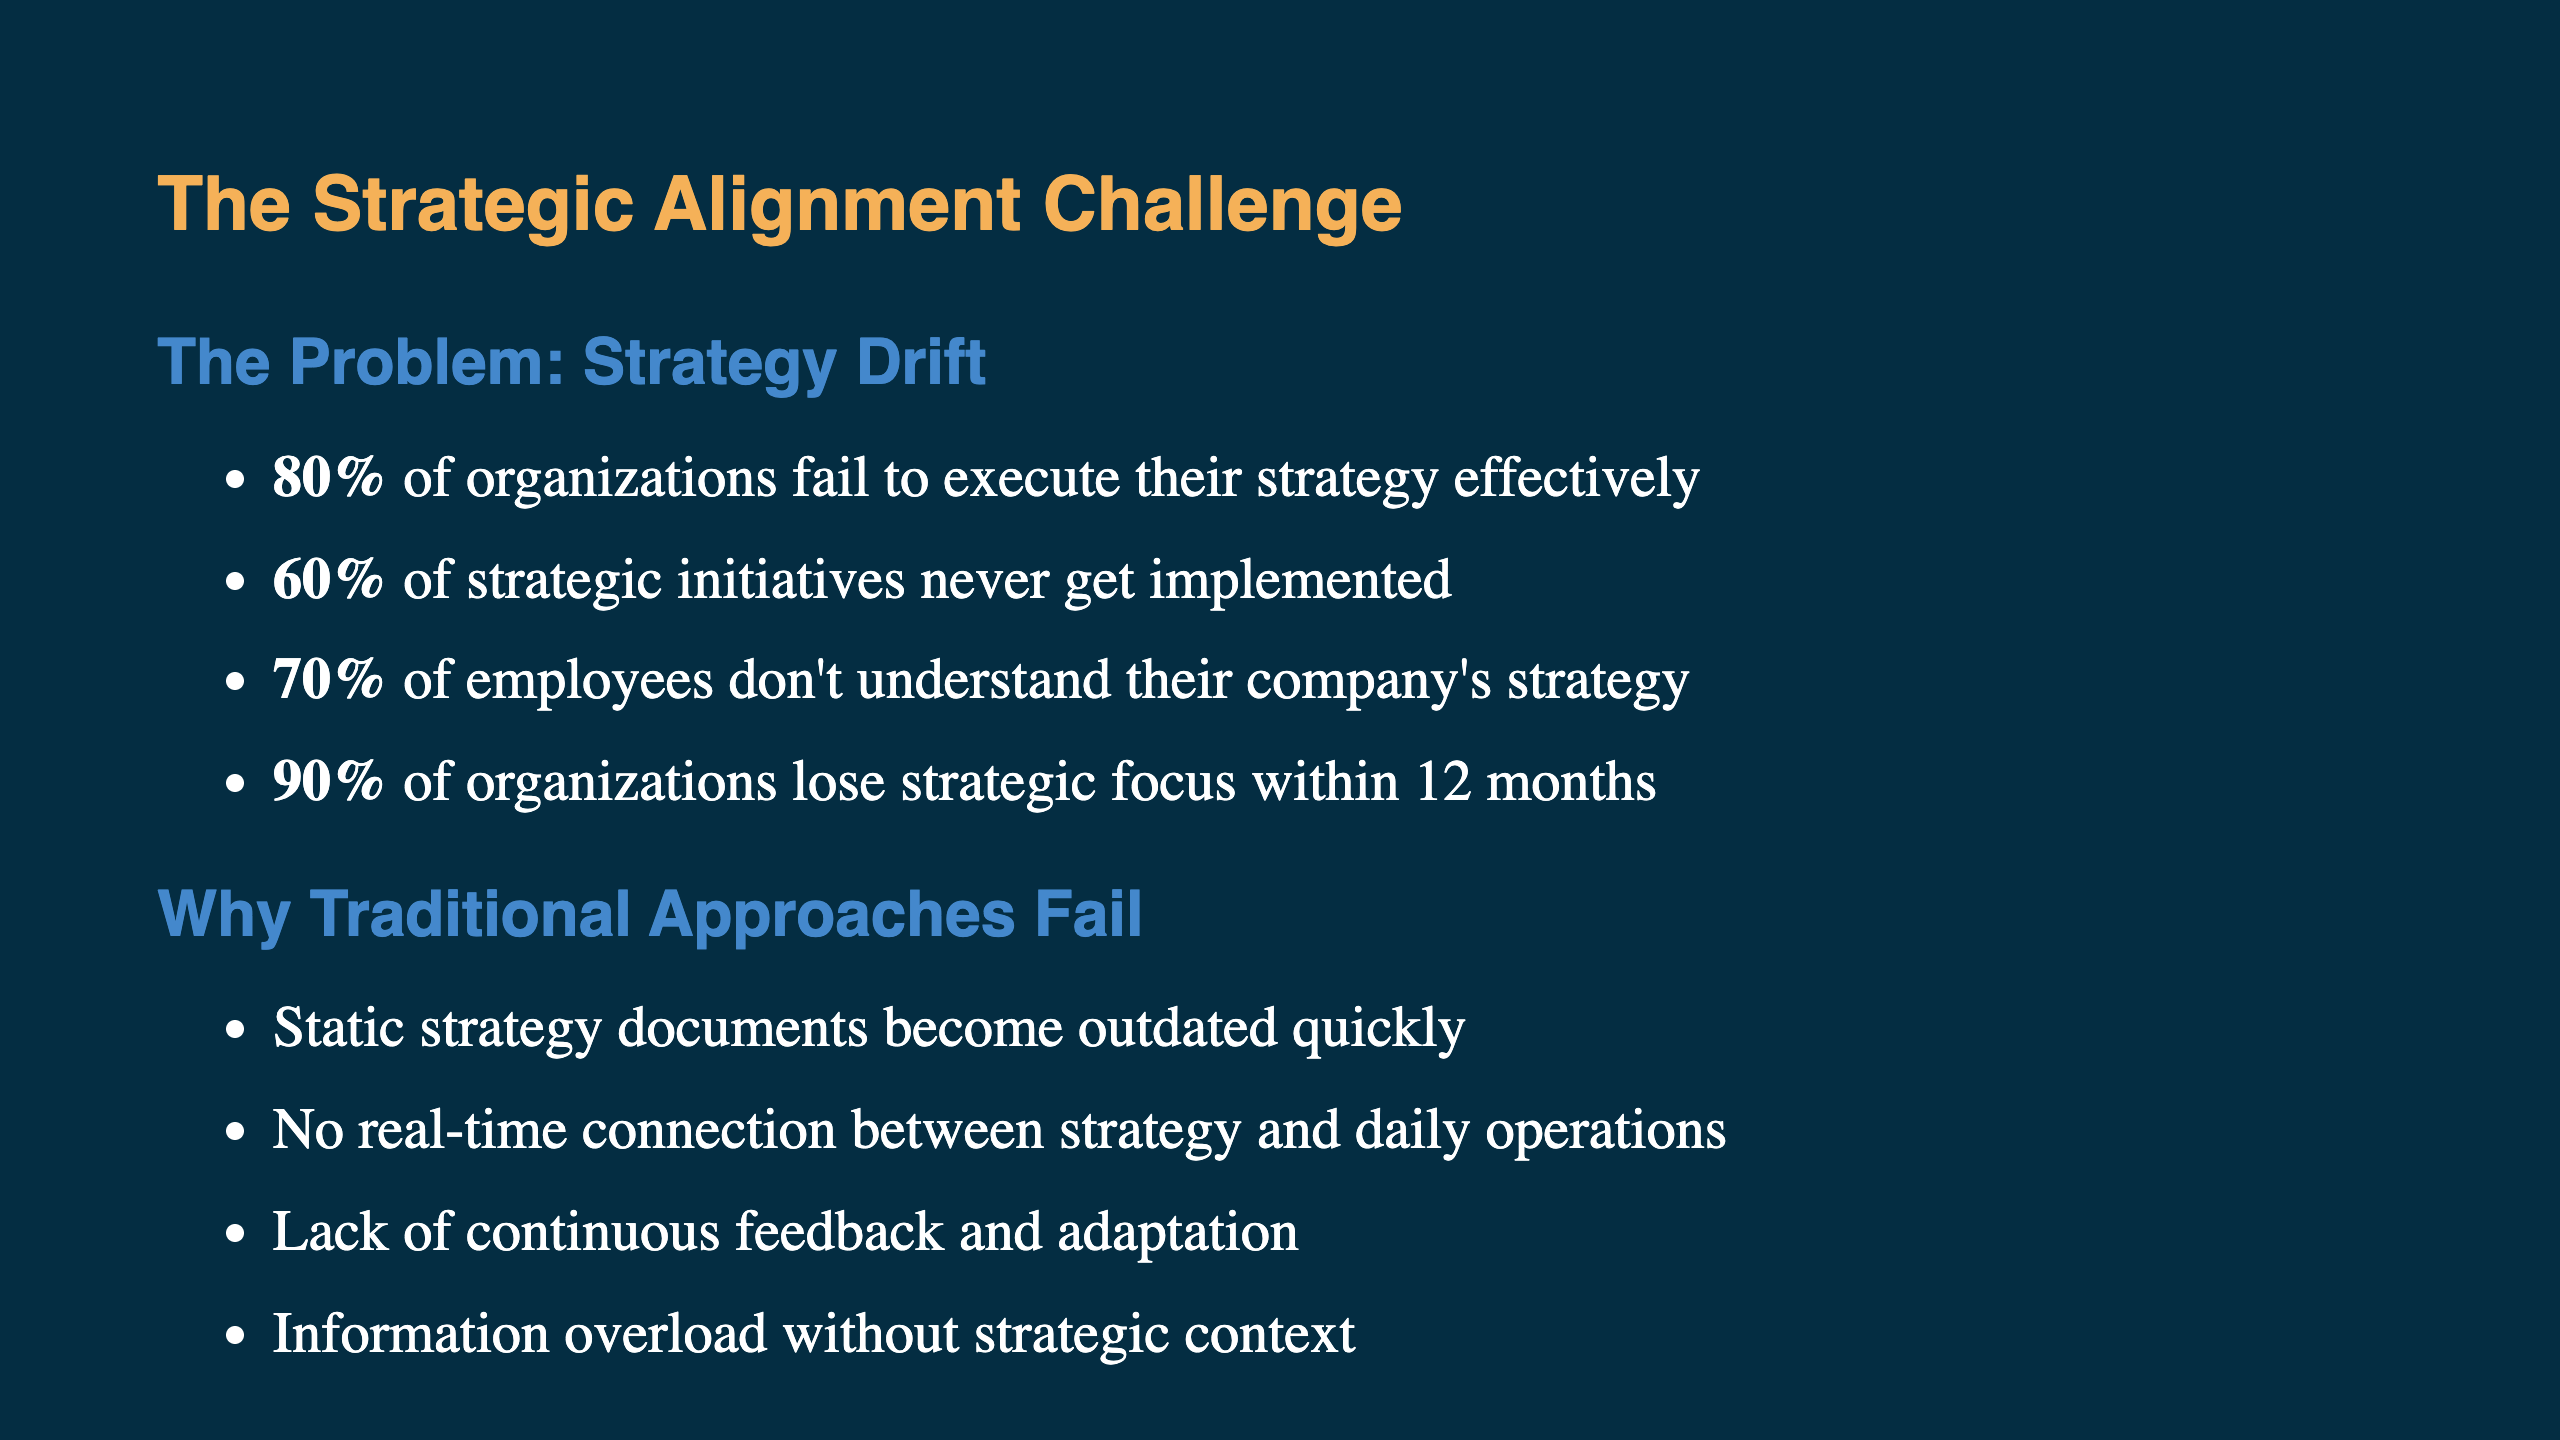 The Strategic Alignment Challenge
The Problem: Strategy Drift
• 80% of organizations fail to execute their strategy effectively
• 60% of strategic initiatives never get implemented
• 70% of employees don't understand their company's strategy
• 90% of organizations lose strategic focus within 12 months
Why Traditional Approaches Fail
• Static strategy documents become outdated quickly
• No real-time connection between strategy and daily operations
• Lack of continuous feedback and adaptation
• Information overload without strategic context